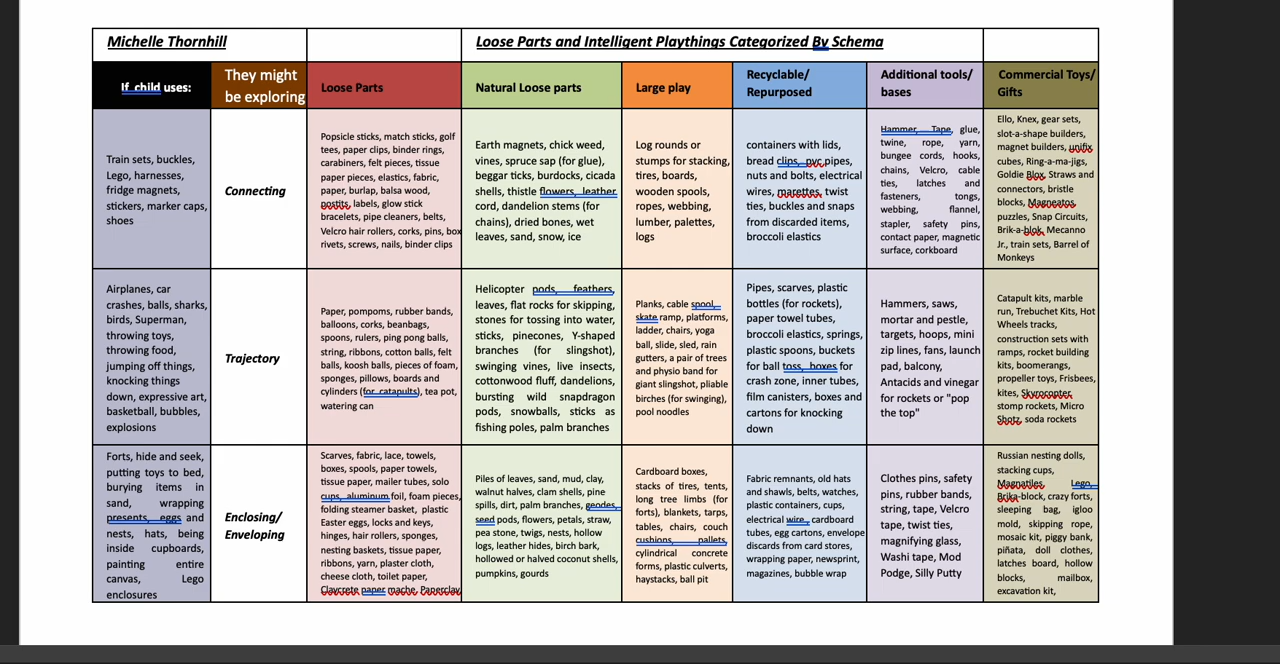 Michelle Thornhill
Loose Parts and Intelligent Playthings Categorized By Schema
If child uses:
They might
be exploring
Loose Parts
Natural Loose parts
Large play
Recyclable/
Repurposed
Additional tools/
bases
Commercial Toys/
Gifts
Train sets, buckles,
Lego, harnesses,
fridge magnets,
stickers, marker caps,
shoes
Connecting
Popsicle sticks, match sticks, golf
tees, paper clips, binder rings,
carabiners, felt pieces, tissue
paper pieces, elastics, fabric,
paper, burlap, balsa wood,
postits, labels, glow stick
bracelets, pipe cleaners, belts,
Velcro hair rollers, corks, pins, box
rivets, screws, nails, binder clips
Earth magnets, chick weed,
vines, spruce sap (for glue),
beggar ticks, burdocks, cicada
shells, thistle flowers, leather
cord, dandelion stems (for
chains), dried bones, wet
leaves, sand, snow, ice
Log rounds or
stumps for stacking,
tires, boards,
wooden spools,
ropes, webbing,
lumber, palettes,
logs
containers with lids,
bread clips, pvc pipes,
nuts and bolts, electrical
wires, marettes, twist
ties, buckles and snaps
from discarded items,
broccoli elastics
Hammer, Tape, glue,
twine, rope, yarn,
bungee cords, hooks,
chains, Velcro, cable
ties, latches and
fasteners, tongs,
webbing, flannel,
stapler, safety pins,
contact paper, magnetic
surface, corkboard
Ello, Knex, gear sets,
slot-a-shape builders,
magnet builders, unifix
cubes, Ring-a-ma-jigs,
Goldie Blox, Straws and
connectors, bristle
blocks, Magneatos,
puzzles, Snap Circuits,
Brik-a-blok, Mecanno
Jr., train sets, Barrel of
Monkeys
Airplanes, car
crashes, balls, sharks,
birds, Superman,
throwing toys,
throwing food,
jumping off things,
knocking things
down, expressive art,
basketball, bubbles,
explosions
Trajectory
Paper, pompoms, rubber bands,
balloons, corks, beanbags,
spoons, rulers, ping pong balls,
string, ribbons, cotton balls, felt
balls, koosh balls, pieces of foam,
sponges, pillows, boards and
cylinders (for catapults), tea pot,
watering can
Helicopter pods, feathers,
leaves, flat rocks for skipping,
stones for tossing into water,
sticks, pinecones, Y-shaped
branches (for slingshot),
swinging vines, live insects,
cottonwood fluff, dandelions,
bursting wild snapdragon
pods, snowballs, sticks as
fishing poles, palm branches
Planks, cable spool,
skate ramp, platforms,
ladder, chairs, yoga
ball, slide, sled, rain
gutters, a pair of trees
and physio band for
giant slingshot, pliable
birches (for swinging),
pool noodles
Pipes, scarves, plastic
bottles (for rockets),
paper towel tubes,
broccoli elastics, springs,
plastic spoons, buckets
for ball toss, boxes for
crash zone, inner tubes,
film canisters, boxes and
cartons for knocking
down
Hammers, saws,
mortar and pestle,
targets, hoops, mini
zip lines, fans, launch
pad, balcony,
Antacids and vinegar
for rockets or "pop
the top"
Catapult kits, marble
run, Trebuchet Kits, Hot
Wheels tracks,
construction sets with
ramps, rocket building
kits, boomerangs,
propeller toys, Frisbees,
kites, Skyrocopter,
stomp rockets, Micro
Shotz, soda rockets
Forts, hide and seek,
putting toys to bed,
burying items in
sand, wrapping
presents, eggs and
nests, hats, being
inside cupboards,
painting entire
canvas, Lego
enclosures
Enclosing/
Enveloping
Scarves, fabric, lace, towels,
boxes, spools, paper towels,
tissue paper, mailer tubes, solo
cups, aluminum foil, foam pieces,
folding steamer basket, plastic
Easter eggs, locks and keys,
hinges, hair rollers, sponges,
nesting baskets, tissue paper,
ribbons, yarn, plaster cloth,
cheese cloth, toilet paper,
Claycrete paper mache, Paperclay
Piles of leaves, sand, mud, clay,
walnut halves, clam shells, pine
spills, dirt, palm branches, geodes,
seed pods, flowers, petals, straw,
pea stone, twigs, nests, hollow
logs, leather hides, birch bark,
hollowed or halved coconut shells,
pumpkins, gourds
Cardboard boxes,
stacks of tires, tents,
long tree limbs (for
forts), blankets, tarps,
tables, chairs, couch
cushions, pallets,
cylindrical concrete
forms, plastic culverts,
haystacks, ball pit
Fabric remnants, old hats
and shawls, belts, watches,
plastic containers, cups,
electrical wire, cardboard
tubes, egg cartons, envelope
discards from card stores,
wrapping paper, newsprint,
magazines, bubble wrap
Clothes pins, safety
pins, rubber bands,
string, tape, Velcro
tape, twist ties,
magnifying glass,
Washi tape, Mod
Podge, Silly Putty
Russian nesting dolls,
stacking cups,
Magnatiles, Lego,
Brika-block, crazy forts,
sleeping bag, igloo
mold, skipping rope,
mosaic kit, piggy bank,
piñata, doll clothes,
latches board, hollow
blocks, mailbox,
excavation kit,